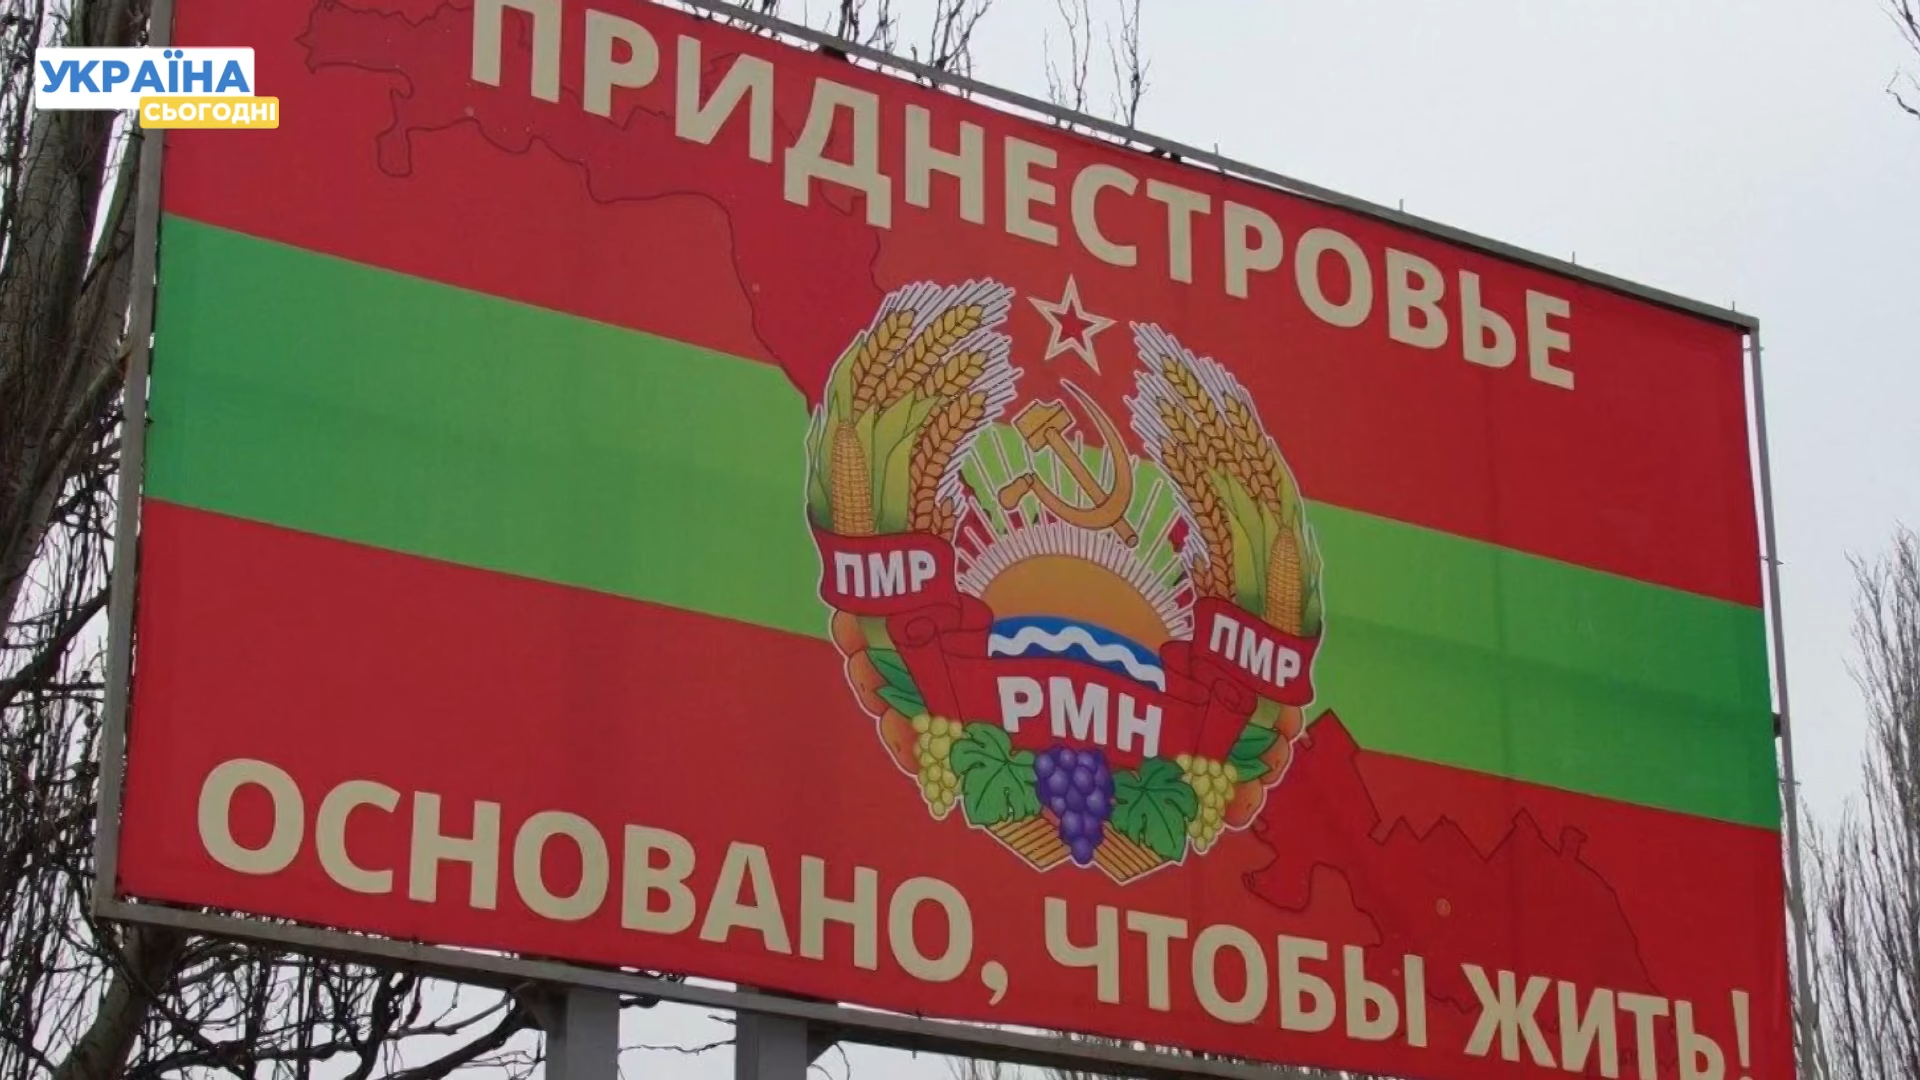 УКРАЇНА
СЬОГОДНІ
ПРИДНЕСТРОВЬЕ
ПМР
ПМР
РМН
ОСНОВАНО, ЧТОБЫ ЖИТЬ!